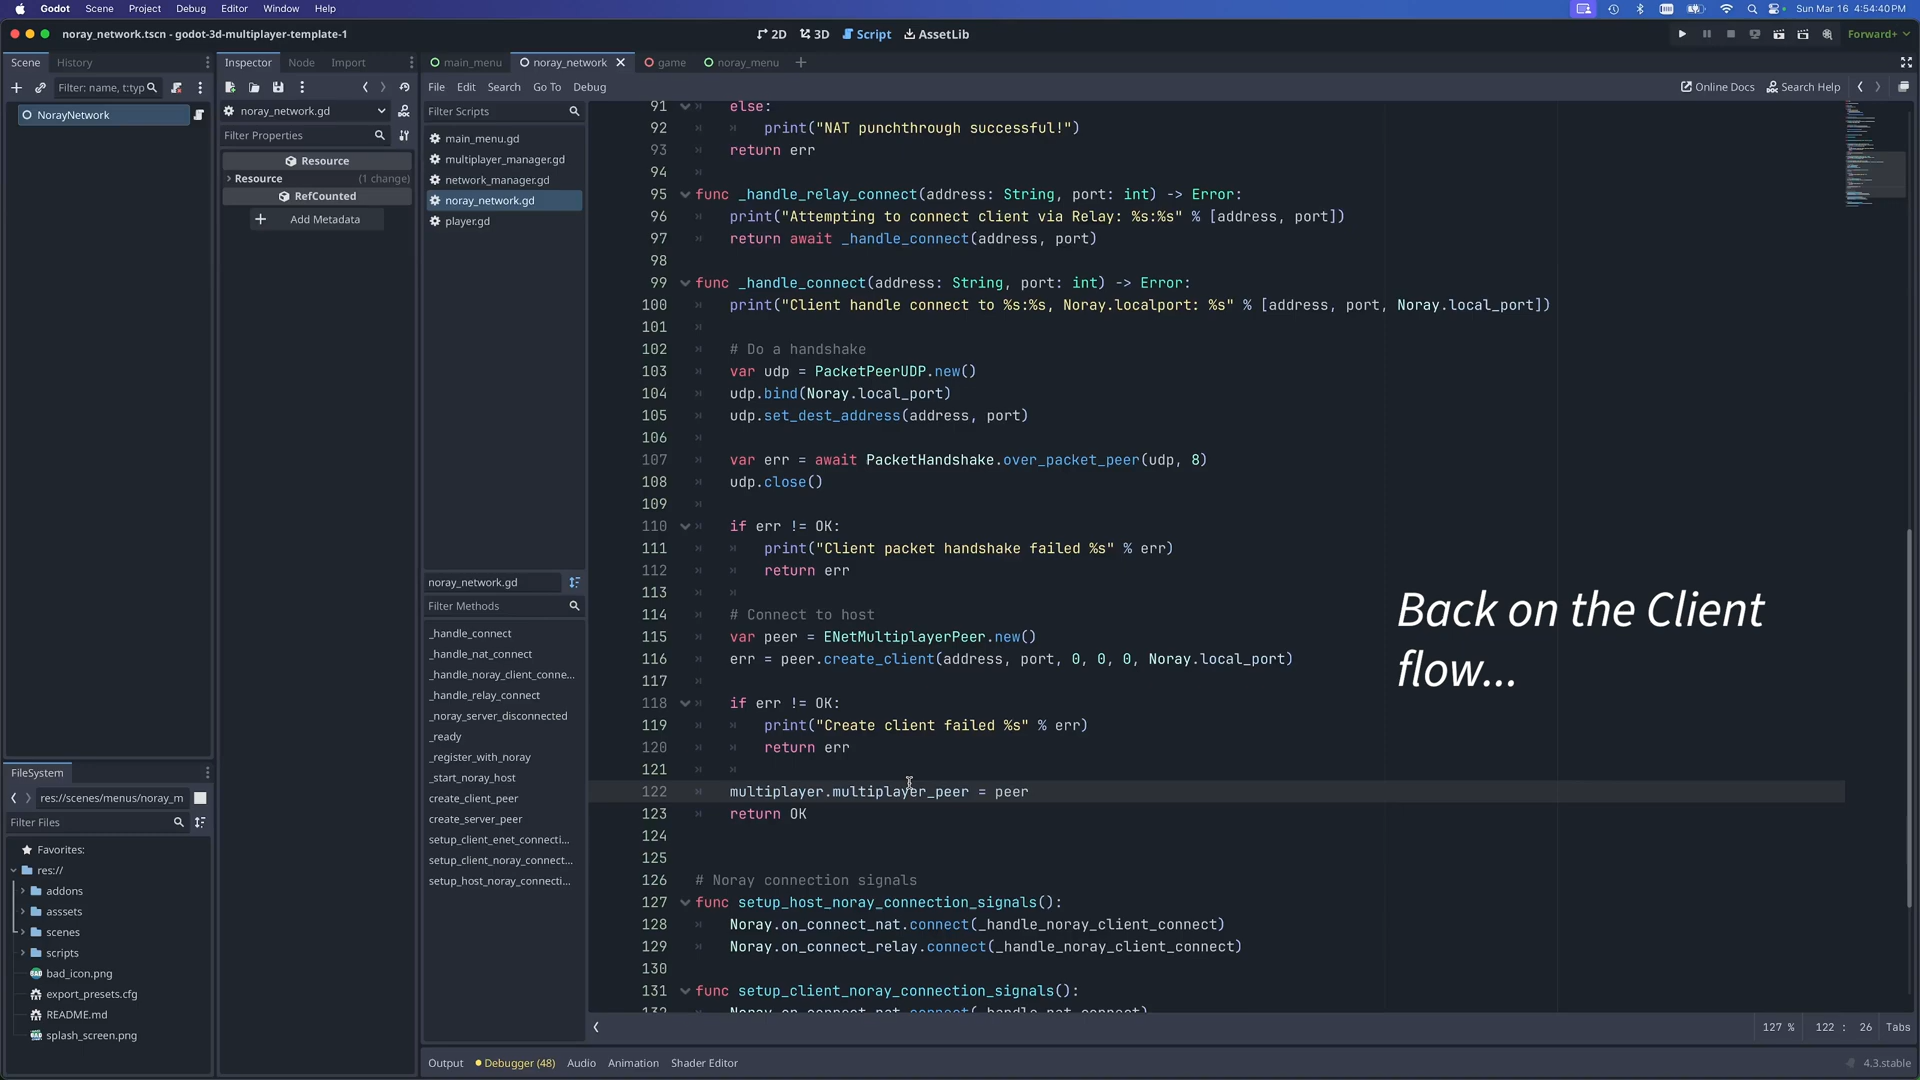 Godot Scene Project Debug Editor Window Help Sun Mar 16 4:54:40 PM
noray_network.tscn - godot-3d-multiplayer-template-1 2D 3D Script AssetLib Forward+
Scene History
Filter: name, t:typ
NorayNetwork
Inspector Node Import
noray_network.gd
Filter Properties
Resource
Resource (1 change)
RefCounted
Add Metadata
main_menu noray_network game noray_menu
File Edit Search Go To Debug Online Docs Search Help
Filter Scripts
main_menu.gd
multiplayer_manager.gd
network_manager.gd
noray_network.gd
player.gd
noray_network.gd
Filter Methods
_handle_connect
_handle_nat_connect
_handle_noray_client_conne...
_handle_relay_connect
_noray_server_disconnected
_ready
_register_with_noray
_start_noray_host
create_client_peer
create_server_peer
setup_client_enet_connecti...
setup_client_noray_connect...
setup_host_noray_connecti...
91 else:
92 print("NAT punchthrough successful!")
93 return err
94
95 func _handle_relay_connect(address: String, port: int) -> Error:
96 print("Attempting to connect client via Relay: %s:%s" % [address, port])
97 return await _handle_connect(address, port)
98
99 func _handle_connect(address: String, port: int) -> Error:
100 print("Client handle connect to %s:%s, Noray.localport: %s" % [address, port, Noray.local_port])
101
102 # Do a handshake
103 var udp = PacketPeerUDP.new()
104 udp.bind(Noray.local_port)
105 udp.set_dest_address(address, port)
106
107 var err = await PacketHandshake.over_packet_peer(udp, 8)
108 udp.close()
109
110 if err != OK:
111 print("Client packet handshake failed %s" % err)
112 return err
113
114 # Connect to host
115 var peer = ENetMultiplayerPeer.new()
116 err = peer.create_client(address, port, 0, 0, 0, Noray.local_port)
117
118 if err != OK:
119 print("Create client failed %s" % err)
120 return err
121
122 multiplayer.multiplayer_peer = peer
123 return OK
124
125
126 # Noray connection signals
127 func setup_host_noray_connection_signals():
128 Noray.on_connect_nat.connect(_handle_noray_client_connect)
129 Noray.on_connect_relay.connect(_handle_noray_client_connect)
130
131 func setup_client_noray_connection_signals():
132 Noray.on_connect_nat.connect(_handle_nat_connect)
Back on the Client
flow...
FileSystem
res://scenes/menus/noray_m
Filter Files
Favorites:
res://
addons
asssets
scenes
scripts
bad_icon.png
export_presets.cfg
README.md
splash_screen.png
127 % 122 : 26 Tabs
Output Debugger (48) Audio Animation Shader Editor 4.3.stable